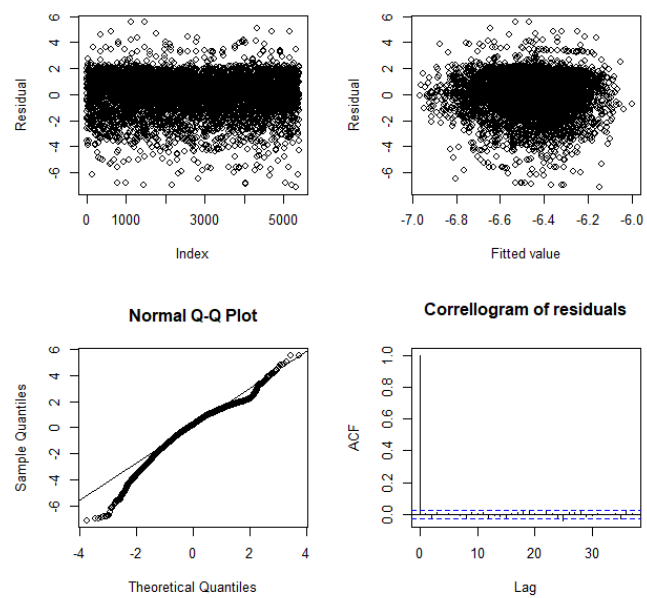 Residual
6
4
2
0
-2
-4
-6
0 1000 3000 5000
Index
Residual
6
4
2
0
-2
-4
-6
-7.0 -6.8 -6.6 -6.4 -6.2 -6.0
Fitted value
Normal Q-Q Plot
Sample Quantiles
6
4
2
0
-2
-4
-6
-4 -2 0 2 4
Theoretical Quantiles
Correllogram of residuals
ACF
1.0
0.8
0.6
0.4
0.2
0.0
0 10 20 30
Lag